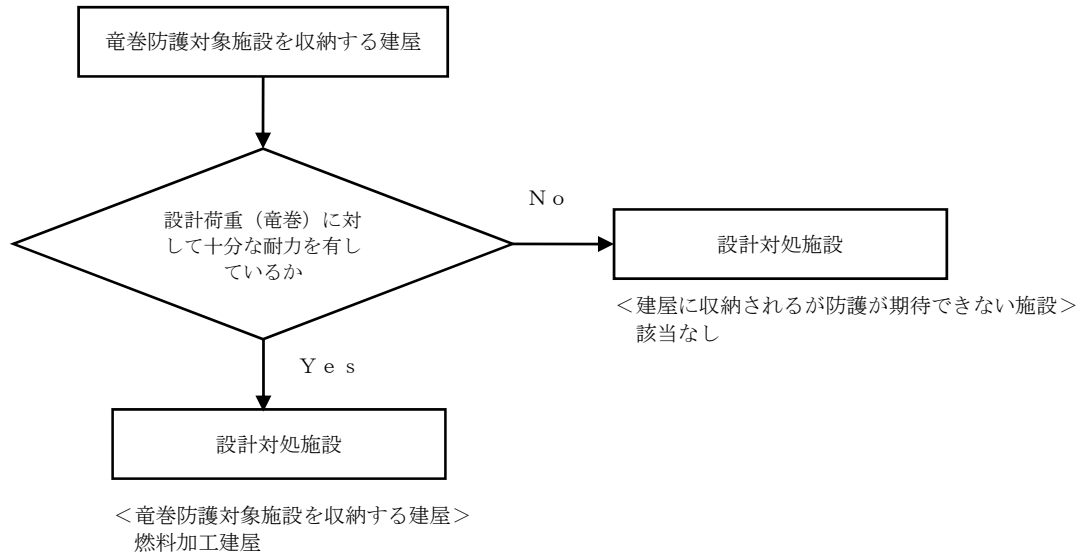 竜巻防護対象施設を収納する建屋
設計荷重（竜巻）に対
して十分な耐力を有し
ているか
Ｎｏ
設計対処施設
＜建屋に収納されるが防護が期待できない施設＞
該当なし
Ｙｅｓ
設計対処施設
＜竜巻防護対象施設を収納する建屋＞
燃料加工建屋